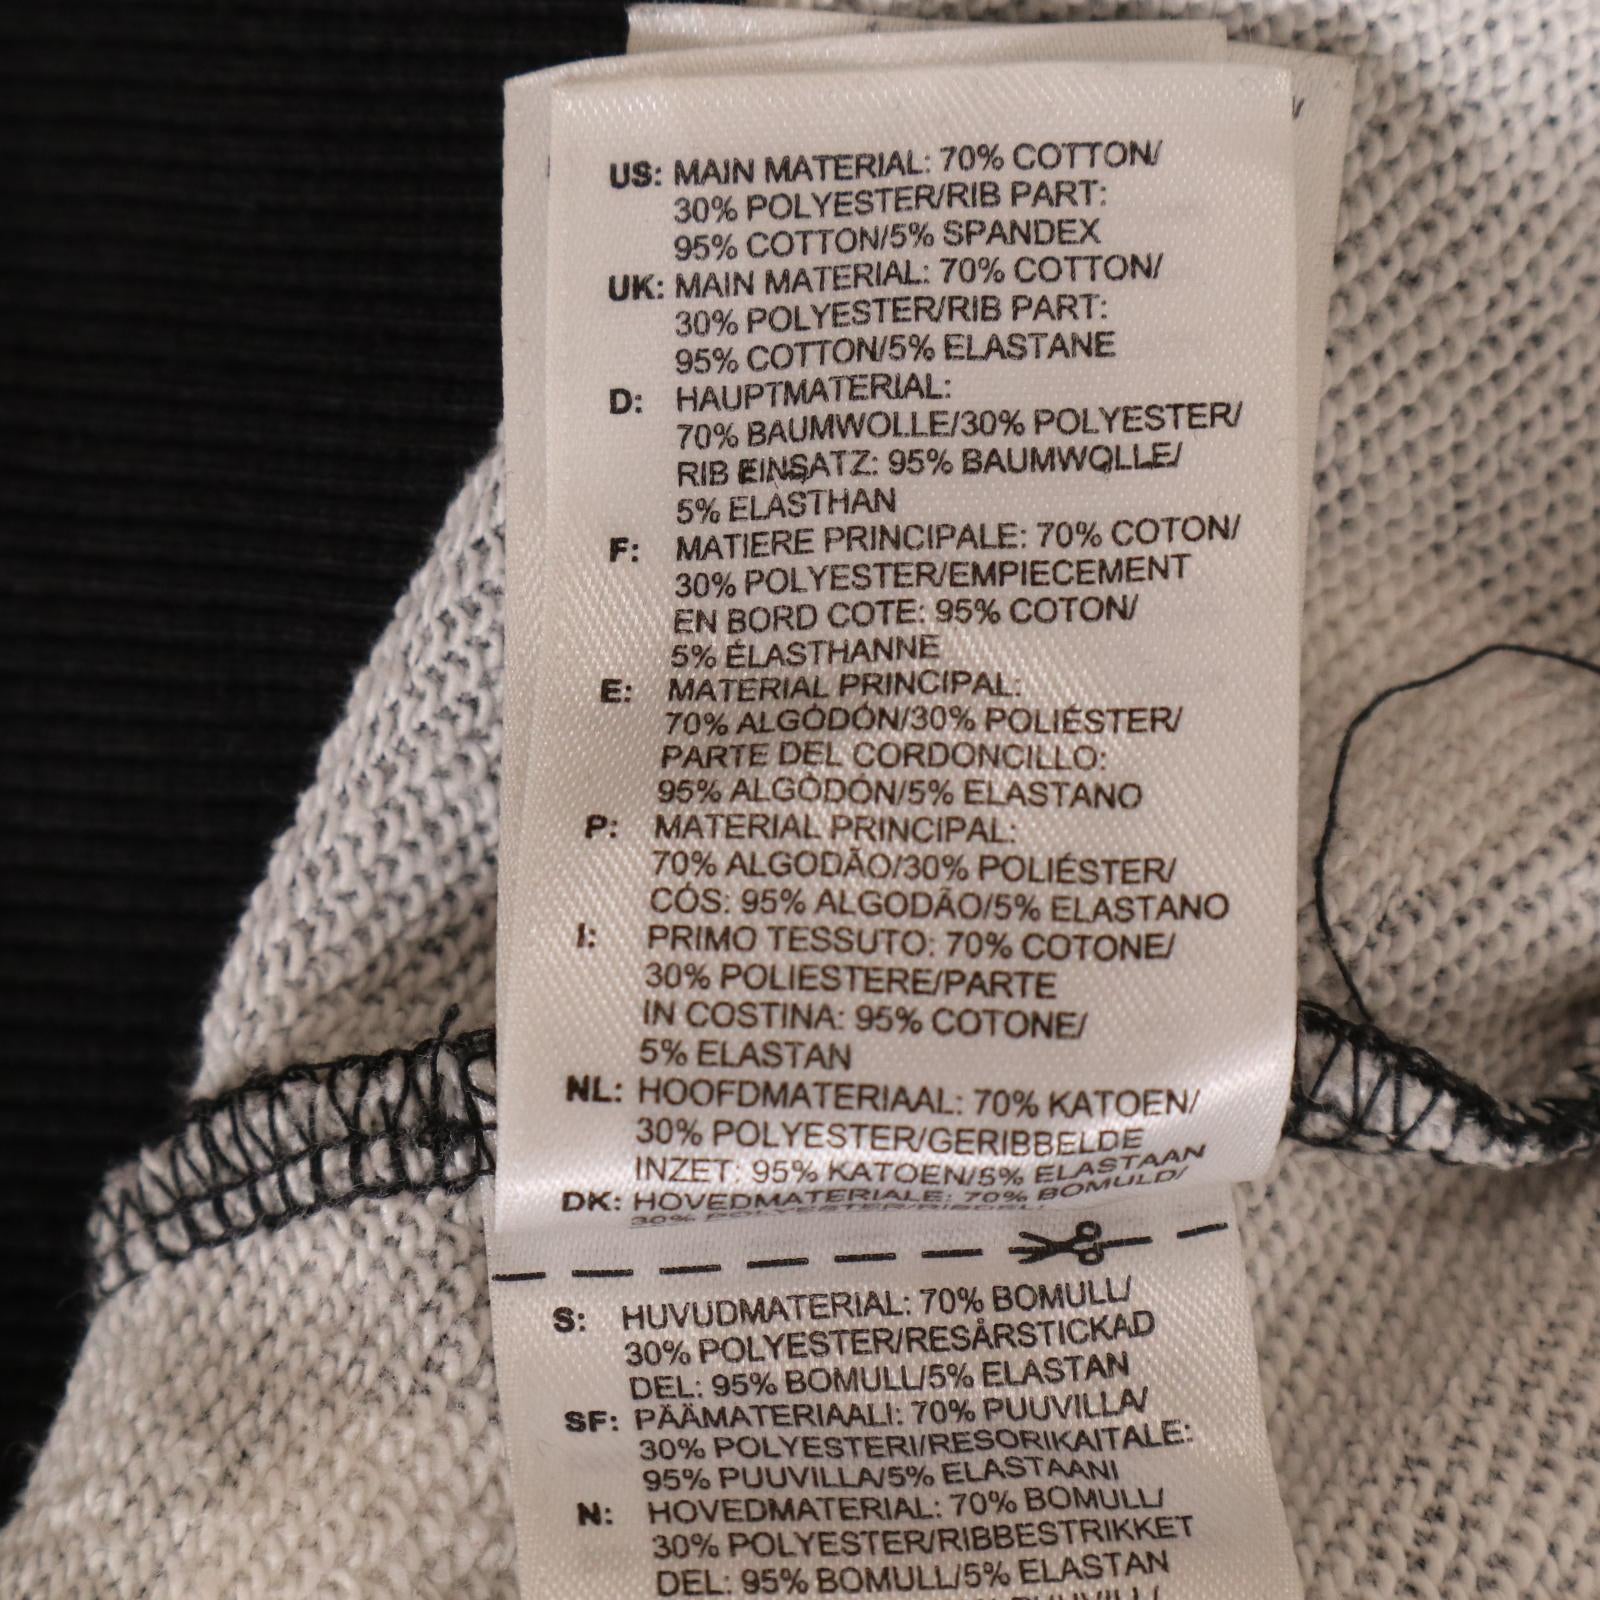 US: MAIN MATERIAL: 70% COTTON/
30% POLYESTER/RIB PART:
95% COTTON/5% SPANDEX
UK: MAIN MATERIAL: 70% COTTON/
30% POLYESTER/RIB PART:
95% COTTON/5% ELASTANE
D: HAUPTMATERIAL:
70% BAUMWOLLE/30% POLYESTER/
RIB EINSATZ: 95% BAUMWOLLE/
5% ELASTHAN
F: MATIERE PRINCIPALE: 70% COTON/
30% POLYESTER/EMPIECEMENT
EN BORD COTE: 95% COTON/
5% ÉLASTHANNE
E: MATERIAL PRINCIPAL:
70% ALGODÓN/30% POLIÉSTER/
PARTE DEL CORDONCILLO:
95% ALGODÓN/5% ELASTANO
P: MATERIAL PRINCIPAL:
70% ALGODÃO/30% POLIÉSTER/
CÓS: 95% ALGODÃO/5% ELASTANO
I: PRIMO TESSUTO: 70% COTONE/
30% POLIESTERE/PARTE
IN COSTINA: 95% COTONE/
5% ELASTAN
NL: HOOFDMATERIAAL: 70% KATOEN/
30% POLYESTER/GERIBBELDE
INZET: 95% KATOEN/5% ELASTAAN
DK: HOVEDMATERIALE: 70% BOMULD/
30% POLYESTER/RIBDEL:
S: HUVUDMATERIAL: 70% BOMULL/
30% POLYESTER/RESÅRSTICKAD
DEL: 95% BOMULL/5% ELASTAN
SF: PÄÄMATERIAALI: 70% PUUVILLA/
30% POLYESTERI/RESORIKAITALE:
95% PUUVILLA/5% ELASTAANI
N: HOVEDMATERIAL: 70% BOMULL/
30% POLYESTER/RIBBESTRIKKET
DEL: 95% BOMULL/5% ELASTAN